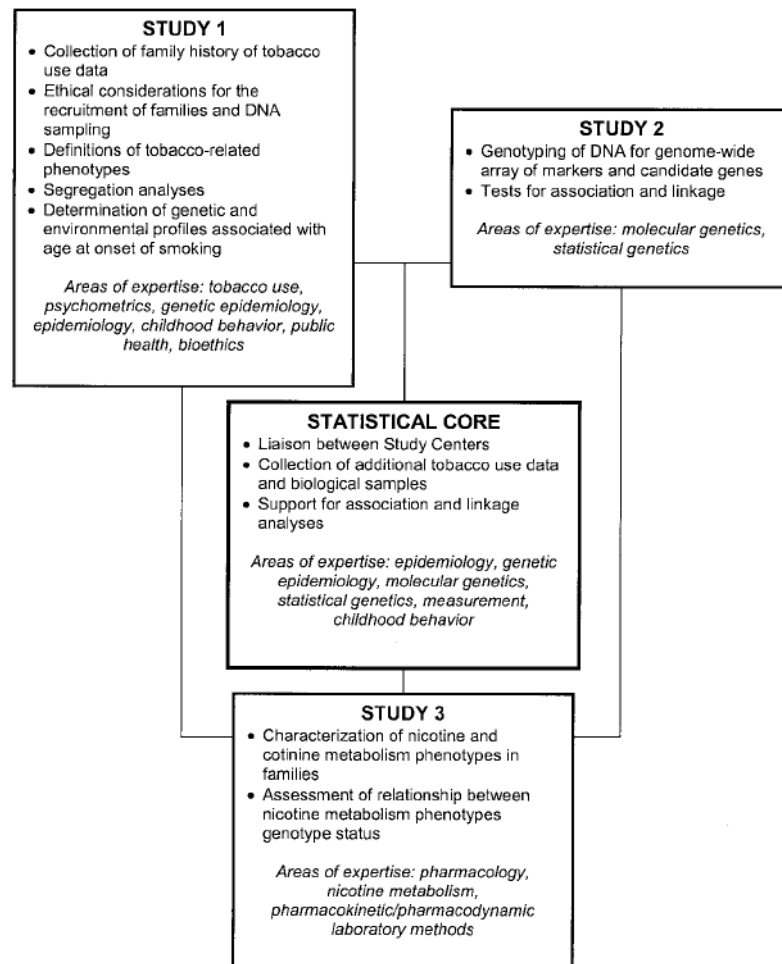 STUDY 1
• Collection of family history of tobacco
use data
• Ethical considerations for the
recruitment of families and DNA
sampling
• Definitions of tobacco-related
phenotypes
• Segregation analyses
• Determination of genetic and
environmental profiles associated with
age at onset of smoking
Areas of expertise: tobacco use,
psychometrics, genetic epidemiology,
epidemiology, childhood behavior, public
health, bioethics
STUDY 2
• Genotyping of DNA for genome-wide
array of markers and candidate genes
• Tests for association and linkage
Areas of expertise: molecular genetics,
statistical genetics
STATISTICAL CORE
• Liaison between Study Centers
• Collection of additional tobacco use data
and biological samples
• Support for association and linkage
analyses
Areas of expertise: epidemiology, genetic
epidemiology, molecular genetics,
statistical genetics, measurement,
childhood behavior
STUDY 3
• Characterization of nicotine and
cotinine metabolism phenotypes in
families
• Assessment of relationship between
nicotine metabolism phenotypes
genotype status
Areas of expertise: pharmacology,
nicotine metabolism,
pharmacokinetic/pharmacodynamic
laboratory methods